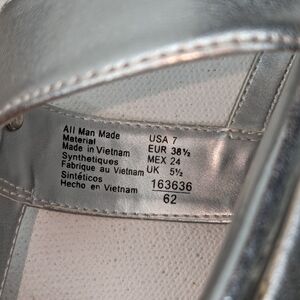 All Man Made
Material
Made in Vietnam
Synthetiques
Fabrique au Vietnam
Sintéticos
Hecho en Vietnam
USA 7
EUR 38½
MEX 24
UK 5½
163636
62